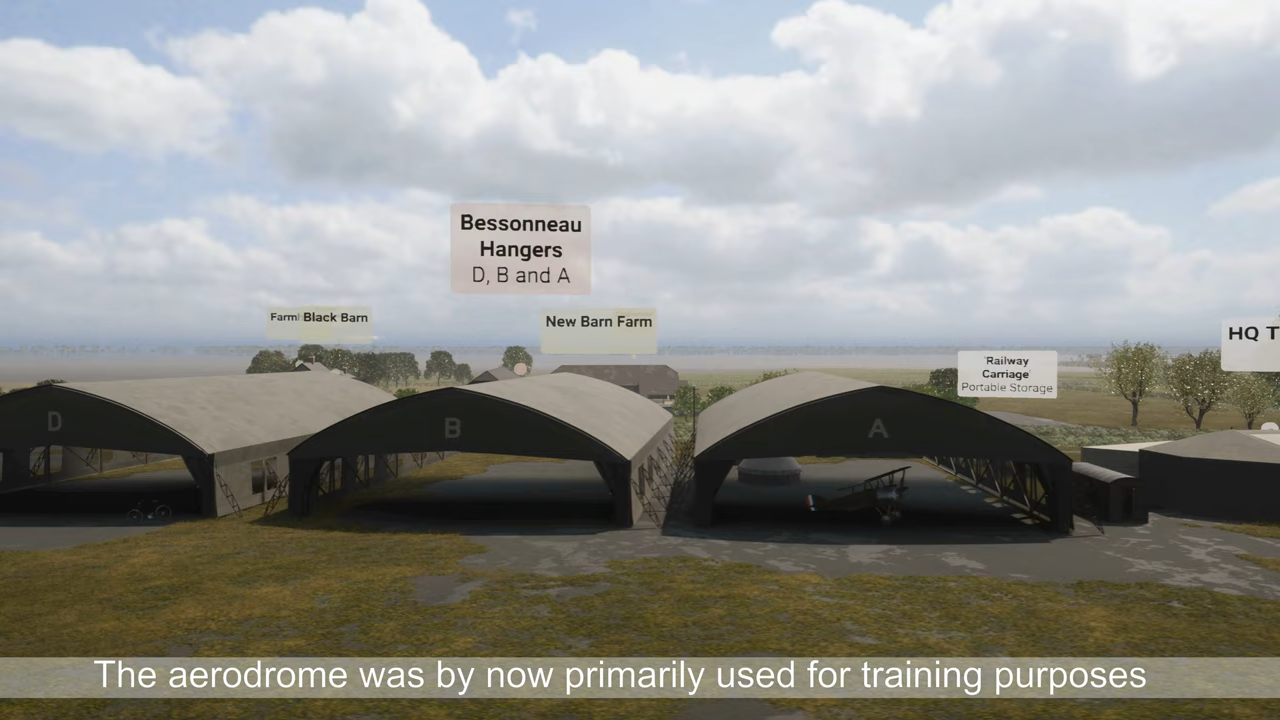 Bessonneau
Hangers
D, B and A
Farm Black Barn
New Barn Farm
'Railway
Carriage'
Portable Storage
HQ T
D
B
A
The aerodrome was by now primarily used for training purposes